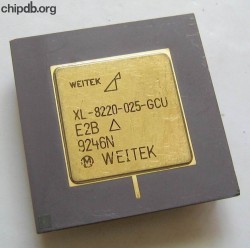 chipdb.org
WEITEK
XL-8220-025-GCU
E2B △
9246N
Ⓜ WEITEK